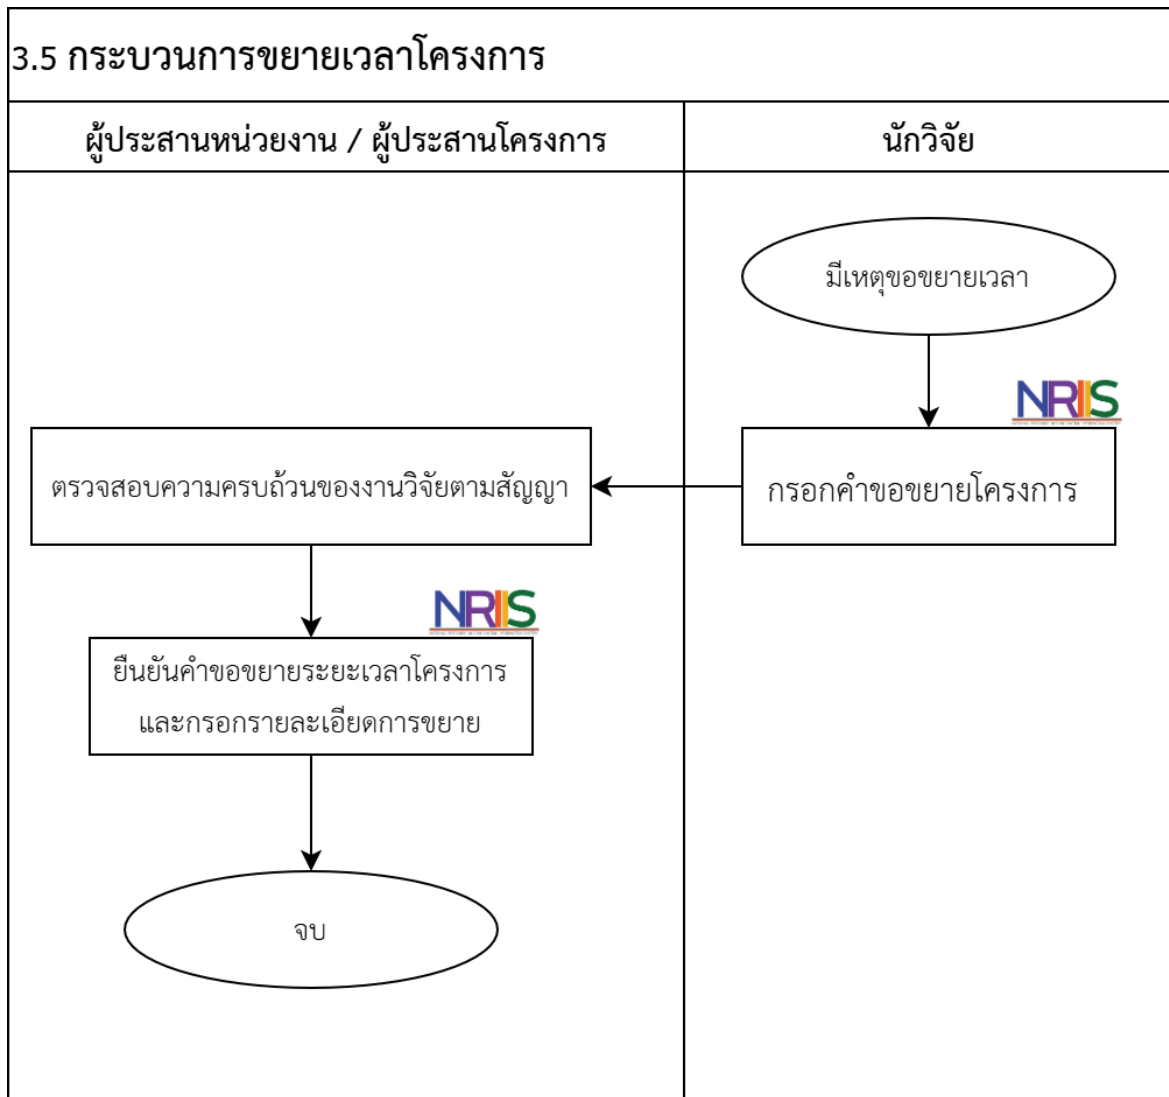 3.5 กระบวนการขยายเวลาโครงการ
ผู้ประสานหน่วยงาน / ผู้ประสานโครงการ
นักวิจัย
มีเหตุขอขยายเวลา
NRIIS
กรอกคำขอขยายโครงการ
ตรวจสอบความครบถ้วนของงานวิจัยตามสัญญา
NRIIS
ยืนยันคำขอขยายระยะเวลาโครงการ
และกรอกรายละเอียดการขยาย
จบ